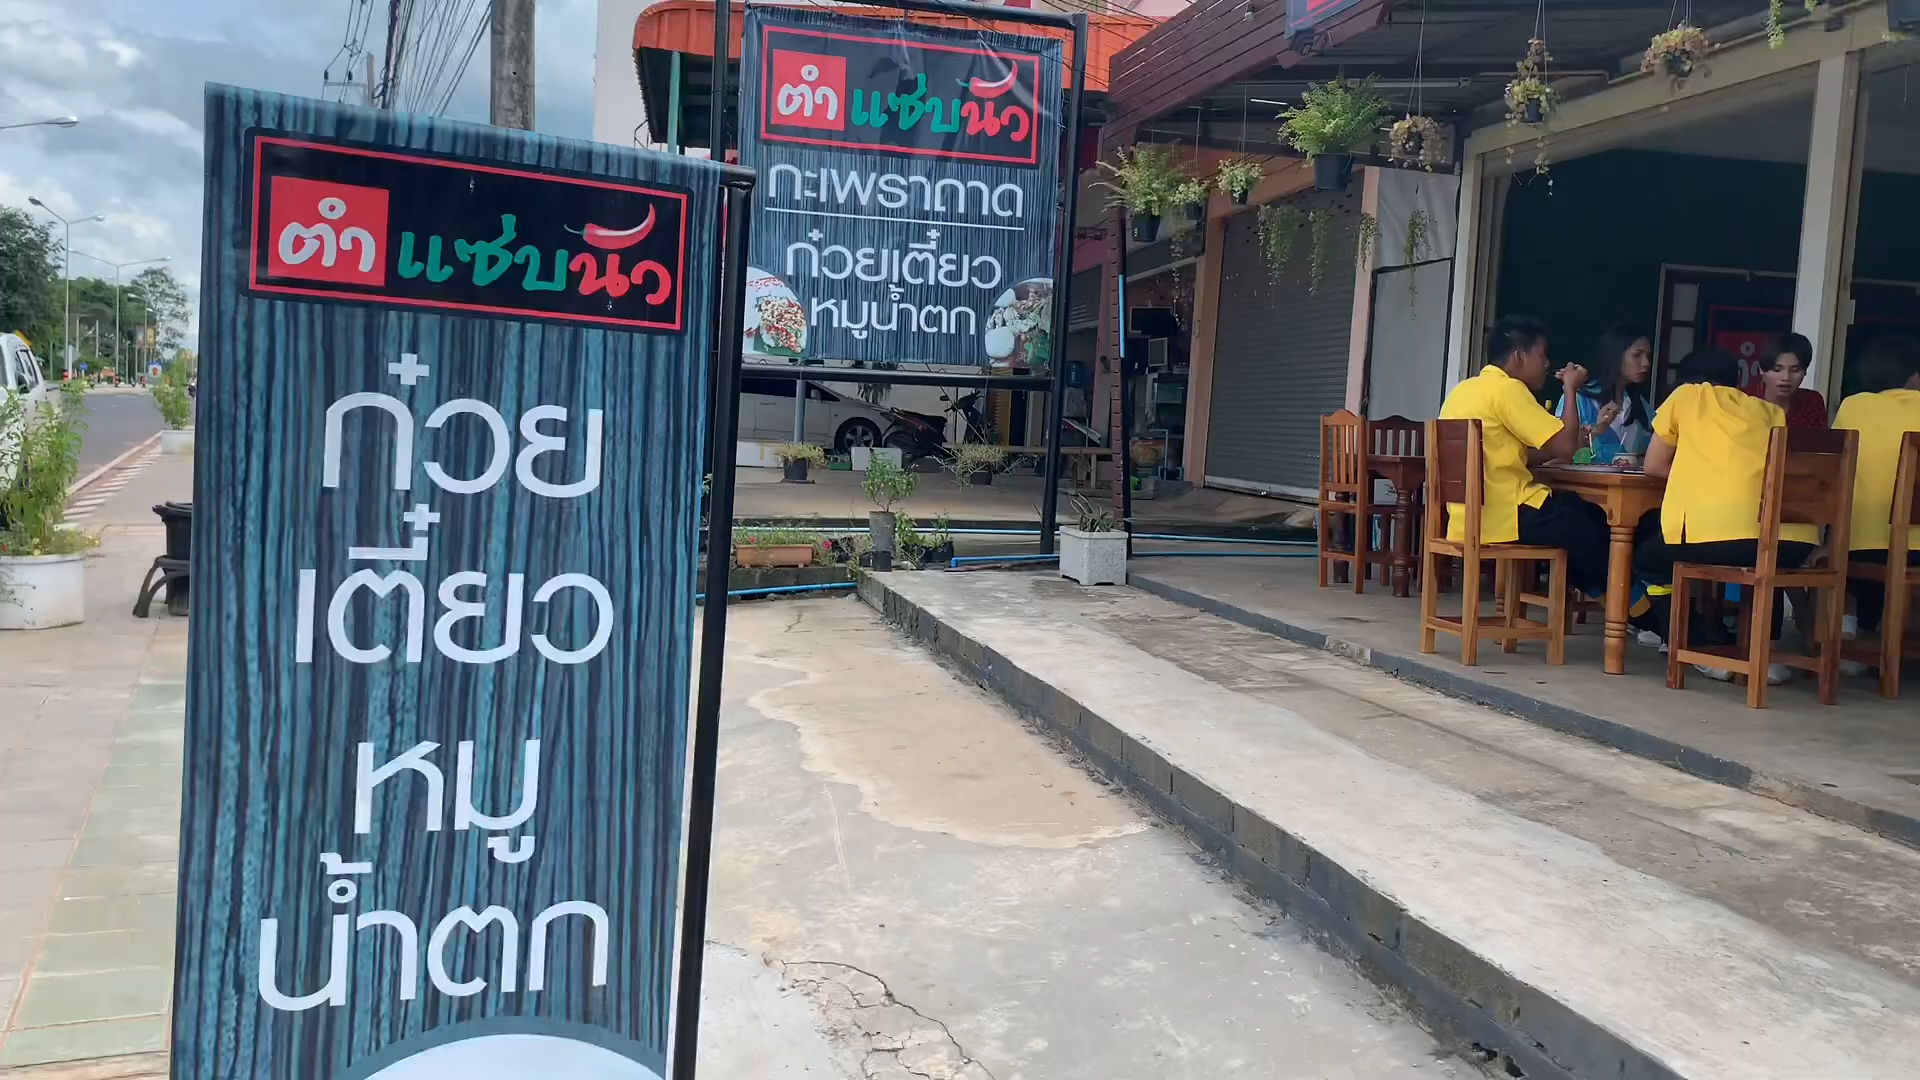 ตำแซ่บนัว
ก๋วย
เตี๋ยว
หมู
น้ำตก
ตำแซ่บนัว
กะเพราถาด
ก๋วยเตี๋ยว
หมูน้ำตก
ตำ